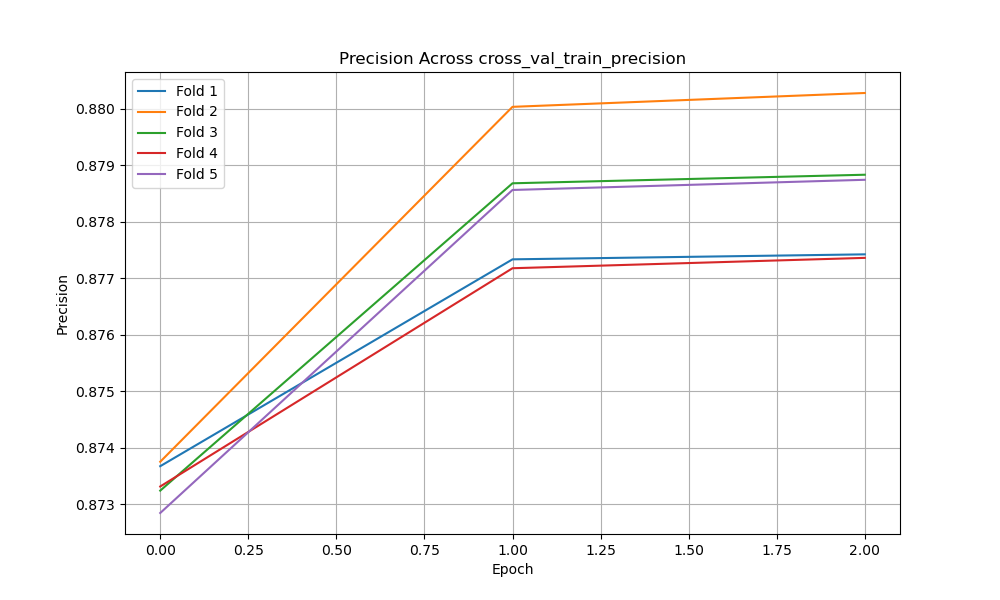 Precision Across cross_val_train_precision
Fold 1
Fold 2
Fold 3
Fold 4
Fold 5
0.880
0.879
0.878
0.877
0.876
0.875
0.874
0.873
Precision
0.00 0.25 0.50 0.75 1.00 1.25 1.50 1.75 2.00
Epoch